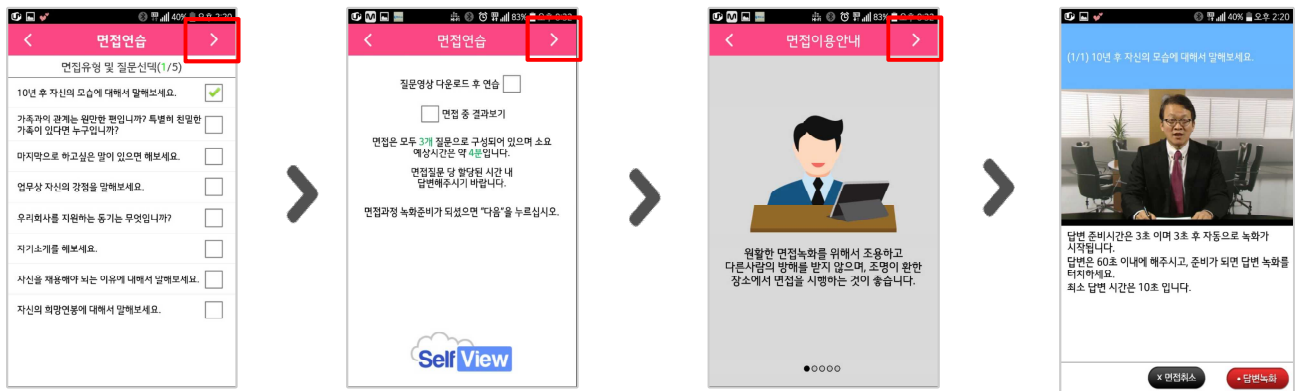 40% 오후 2:20
면접연습
면접유형 및 질문선택(1/5)
10년 후 자신의 모습에 대해서 말해보세요.
가족과의 관계는 원만한 편입니까? 특별히 친밀한
가족이 있다면 누구입니까?
마지막으로 하고싶은 말이 있으면 해보세요.
업무상 자신의 강점을 말해보세요.
우리회사를 지원하는 동기는 무엇입니까?
자기소개를 해보세요.
자신을 채용해야 되는 이유에 대해서 말해보세요.
자신의 희망연봉에 대해서 말해보세요.
83%
면접연습
질문영상 다운로드 후 연습
면접 중 결과보기
면접은 모두 3개 질문으로 구성되어 있으며 소요
예상시간은 약 4분입니다.
면접질문 당 할당된 시간 내
답변해주시기 바랍니다.
면접과정 녹화준비가 되셨으면 "다음"을 누르십시오.
Self View
83%
면접이용안내
원활한 면접녹화를 위해서 조용하고
다른사람의 방해를 받지 않으며, 조명이 환한
장소에서 면접을 시행하는 것이 좋습니다.
40% 오후 2:20
(1/1) 10년 후 자신의 모습에 대해서 말해보세요.
답변 준비시간은 3초 이며 3초 후 자동으로 녹화가
시작됩니다.
답변은 60초 이내에 해주시고, 준비가 되면 답변 녹화를
터치하세요.
최소 답변 시간은 10초 입니다.
x 면접취소
답변녹화